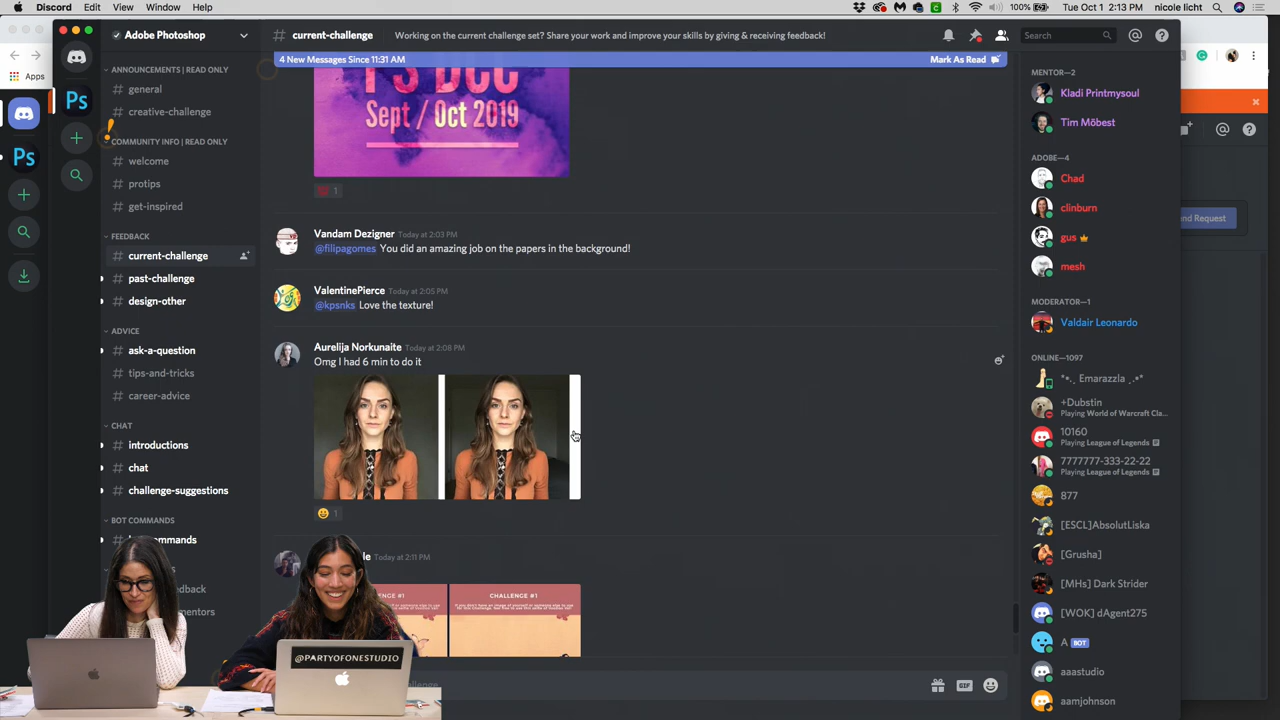 Discord Edit View Window Help
100% Tue Oct 1 2:13 PM nicole licht
Apps
Adobe Photoshop
# current-challenge Working on the current challenge set? Share your work and improve your skills by giving & receiving feedback! Search
4 New Messages Since 11:31 AM Mark As Read
ANNOUNCEMENTS | READ ONLY
# general
# creative-challenge
COMMUNITY INFO | READ ONLY
# welcome
# protips
# get-inspired
FEEDBACK
# current-challenge
# past-challenge
# design-other
ADVICE
# ask-a-question
# tips-and-tricks
# career-advice
CHAT
# introductions
# chat
# challenge-suggestions
BOT COMMANDS
Ps
Ps
Sept / Oct 2019
1
Vandam Dezigner Today at 2:03 PM
@filipagomes You did an amazing job on the papers in the background!
ValentinePierce Today at 2:05 PM
@kpsnks Love the texture!
Aurelija Norkunaite Today at 2:08 PM
Omg I had 6 min to do it
1
Today at 2:11 PM
CHALLENGE #1
GIF
@PARTYOFONESTUDIO
MENTOR—2
Kladi Printmysoul
Tim Möbest
ADOBE—4
Chad
clinburn
gus
mesh
MODERATOR—1
Valdair Leonardo
ONLINE—1097
*•.¸ Emarazzla ¸.•*
+Dubstin
Playing World of Warcraft Cla...
10160
Playing League of Legends
7777777-333-22-22
Playing League of Legends
877
[ESCL]AbsolutLiska
[Grusha]
[MHs] Dark Strider
[WOK] dAgent275
A BOT
aaastudio
aamjohnson
nd Request